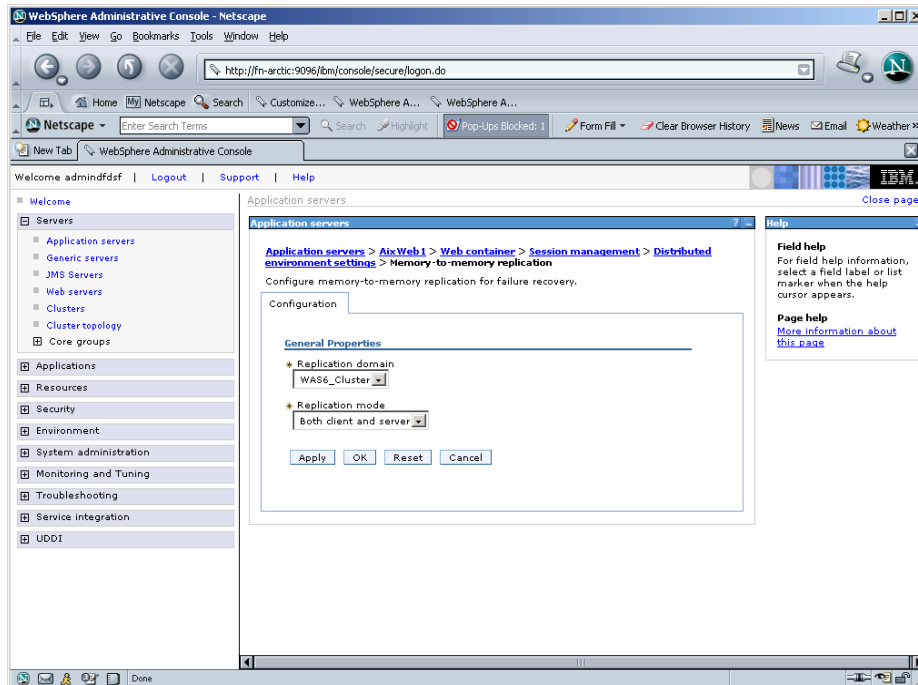 WebSphere Administrative Console - Netscape
File Edit View Go Bookmarks Tools Window Help
http://fn-arctic:9096/ibm/console/secure/logon.do
Home My Netscape Search Customize... WebSphere A... WebSphere A...
Netscape Enter Search Terms Search Highlight Pop-Ups Blocked: 1 Form Fill Clear Browser History News Email Weather
New Tab WebSphere Administrative Console
Welcome admindfdsf | Logout | Support | Help IBM.
Welcome
Servers
Application servers
Generic servers
JMS Servers
Web servers
Clusters
Cluster topology
Core groups
Applications
Resources
Security
Environment
System administration
Monitoring and Tuning
Troubleshooting
Service integration
UDDI
Application servers Close page
Application servers ? -
Application servers > AixWeb1 > Web container > Session management > Distributed
environment settings > Memory-to-memory replication
Configure memory-to-memory replication for failure recovery.
Configuration
General Properties
* Replication domain
WAS6_Cluster
* Replication mode
Both client and server
Apply OK Reset Cancel
Help
Field help
For field help information,
select a field label or list
marker when the help
cursor appears.
Page help
More information about
this page
Done